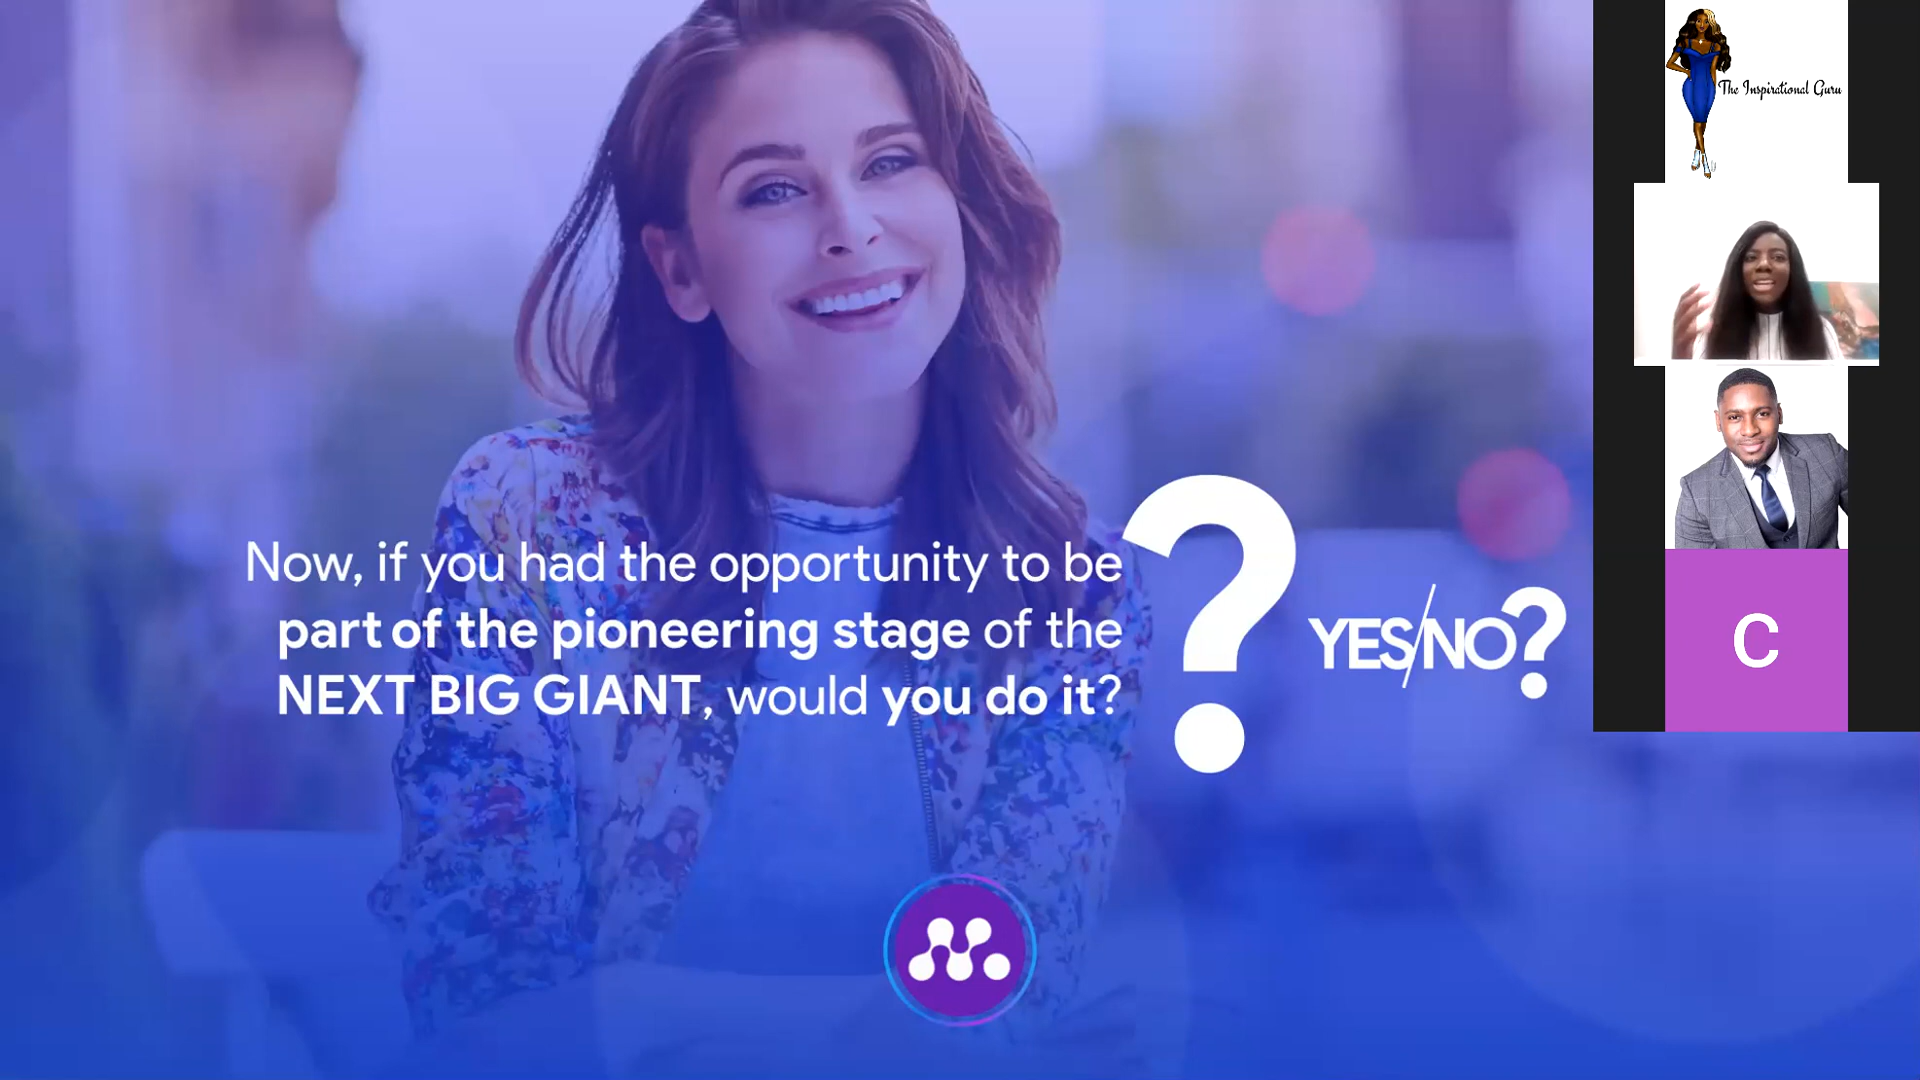 Now, if you had the opportunity to be
part of the pioneering stage of the
NEXT BIG GIANT, would you do it?
?
YES/NO?
The Inspirational Guru
C